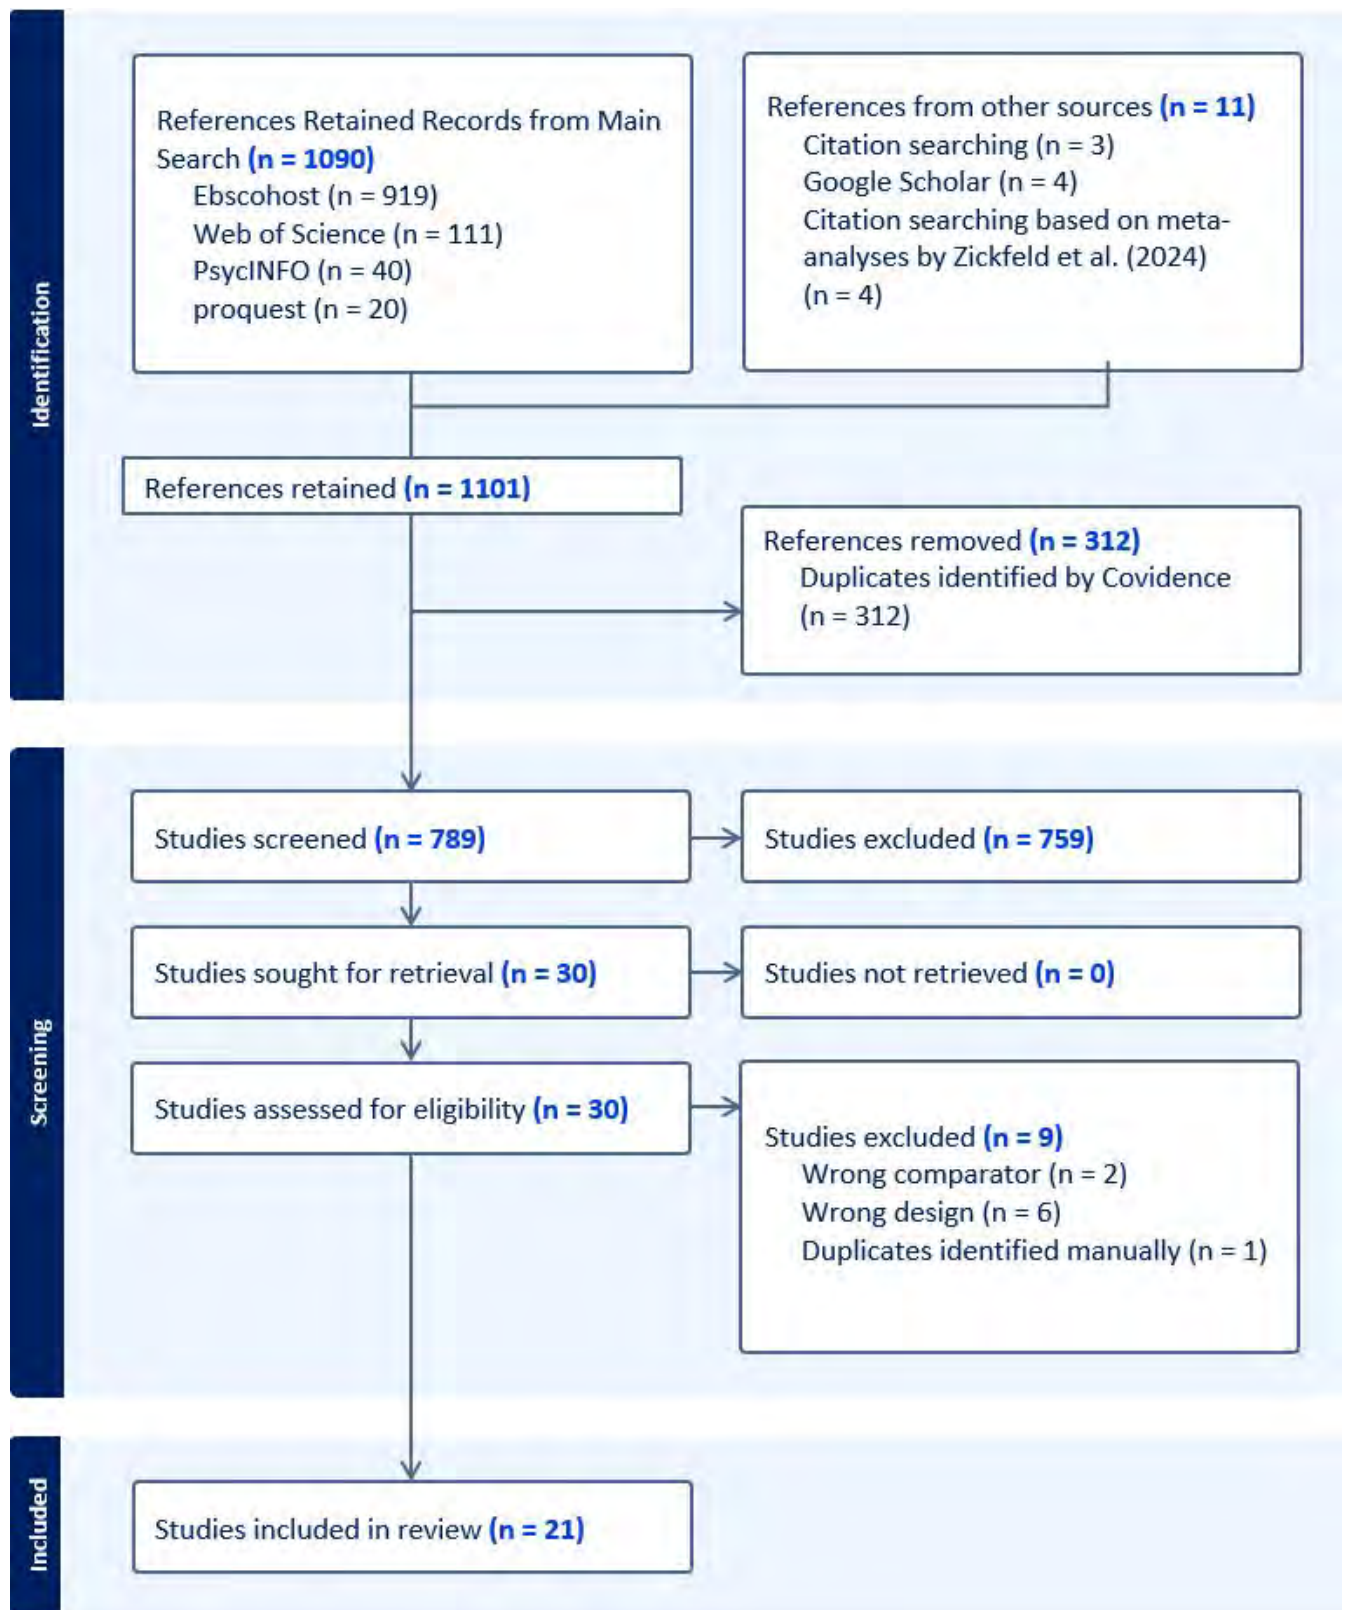 Identification
References Retained Records from Main
Search (n = 1090)
Ebscohost (n = 919)
Web of Science (n = 111)
PsycINFO (n = 40)
proquest (n = 20)
References from other sources (n = 11)
Citation searching (n = 3)
Google Scholar (n = 4)
Citation searching based on meta-
analyses by Zickfeld et al. (2024)
(n = 4)
References retained (n = 1101)
References removed (n = 312)
Duplicates identified by Covidence
(n = 312)
Screening
Studies screened (n = 789)
Studies excluded (n = 759)
Studies sought for retrieval (n = 30)
Studies not retrieved (n = 0)
Studies assessed for eligibility (n = 30)
Studies excluded (n = 9)
Wrong comparator (n = 2)
Wrong design (n = 6)
Duplicates identified manually (n = 1)
Included
Studies included in review (n = 21)